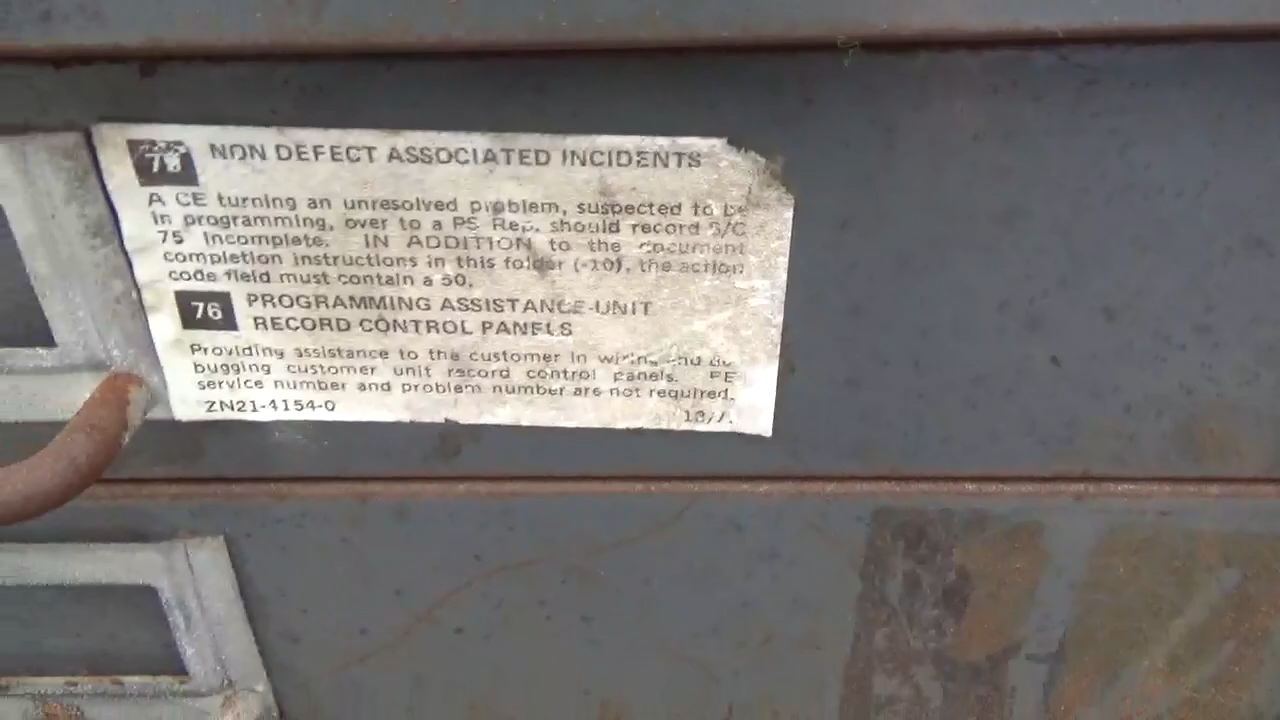 NON DEFECT ASSOCIATED INCIDENTS
A CE turning an unresolved problem, suspected to be
in programming, over to a PS Rep. should record S/C
75 Incomplete. IN ADDITION to the document
completion instructions in this folder (-10), the action
code field must contain a 50.
76 PROGRAMMING ASSISTANCE-UNIT
RECORD CONTROL PANELS
Providing assistance to the customer in wiring and
bugging customer unit record control panels.
service number and problem number are not required.
ZN21-4154-0